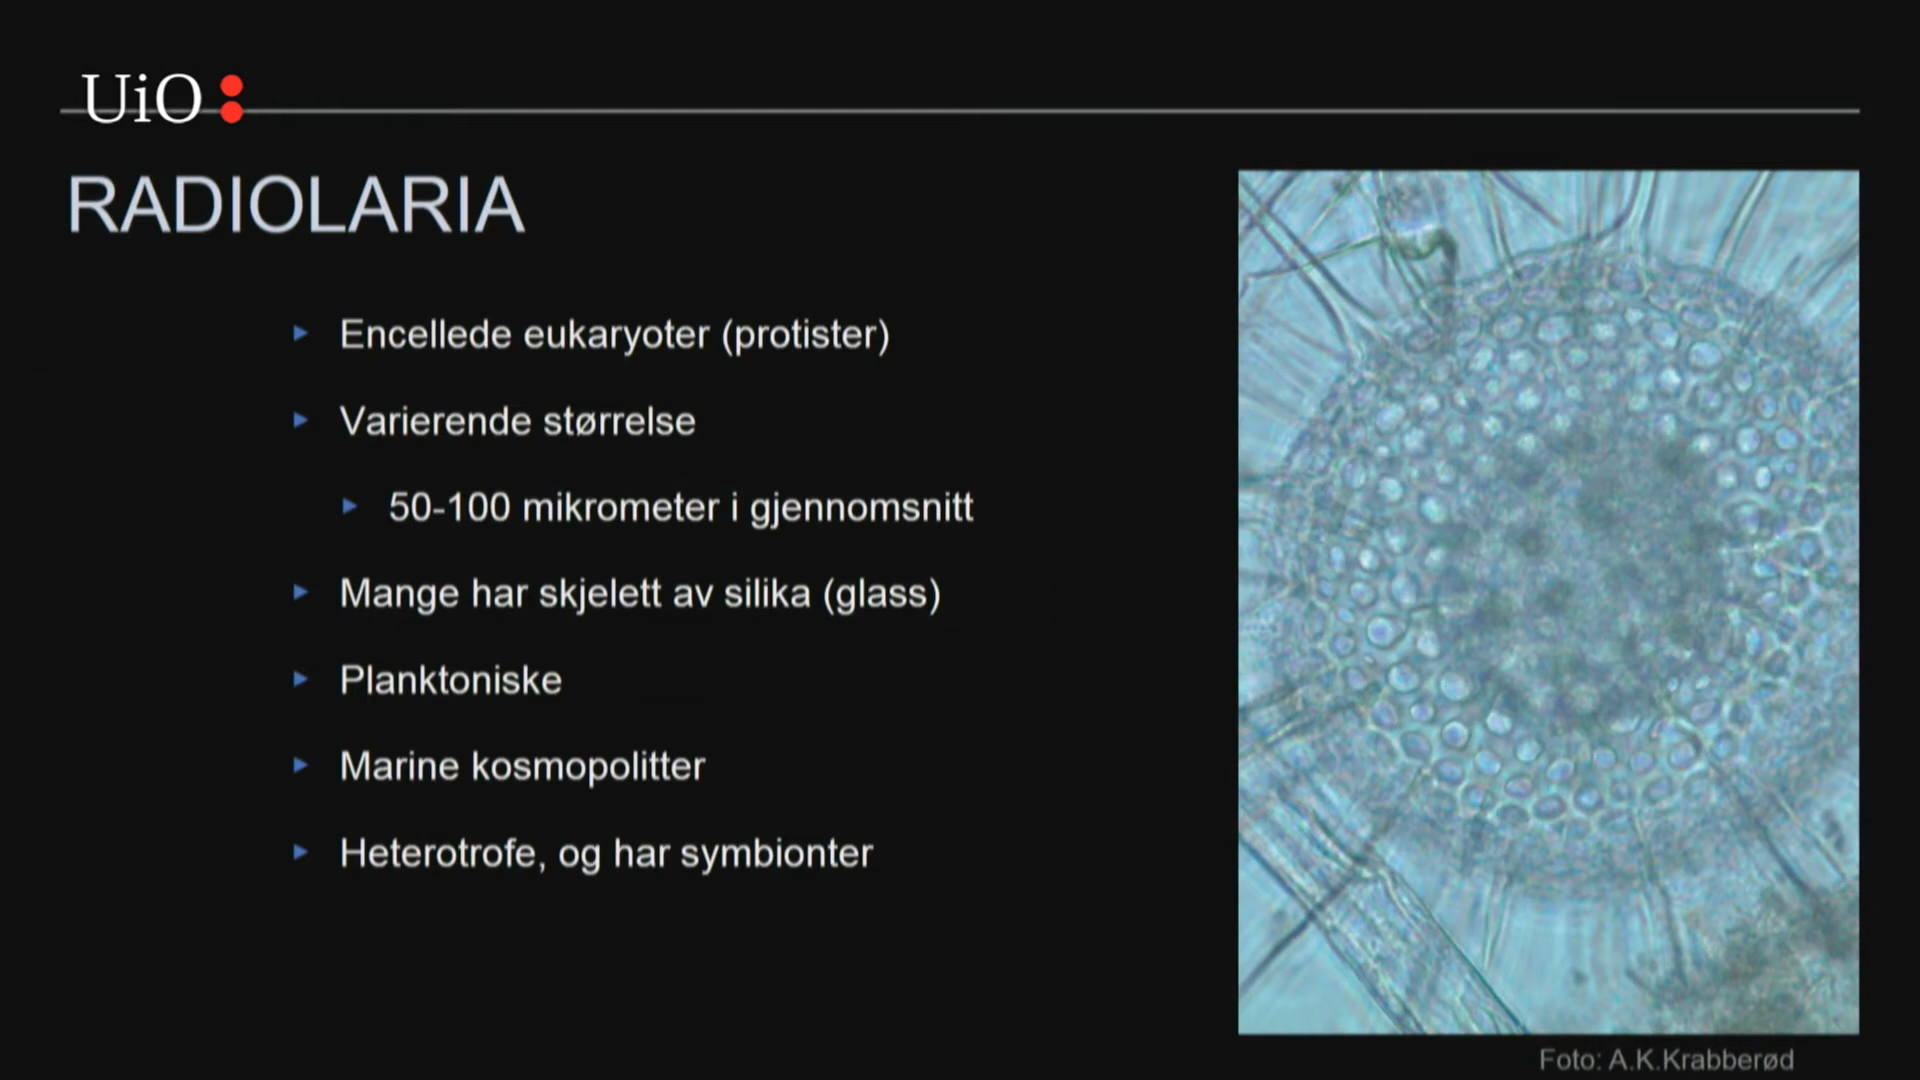 UiO
RADIOLARIA
Encellede eukaryoter (protister)
Varierende størrelse
50-100 mikrometer i gjennomsnitt
Mange har skjelett av silika (glass)
Planktoniske
Marine kosmopolitter
Heterotrofe, og har symbionter
Foto: A.K.Krabberød